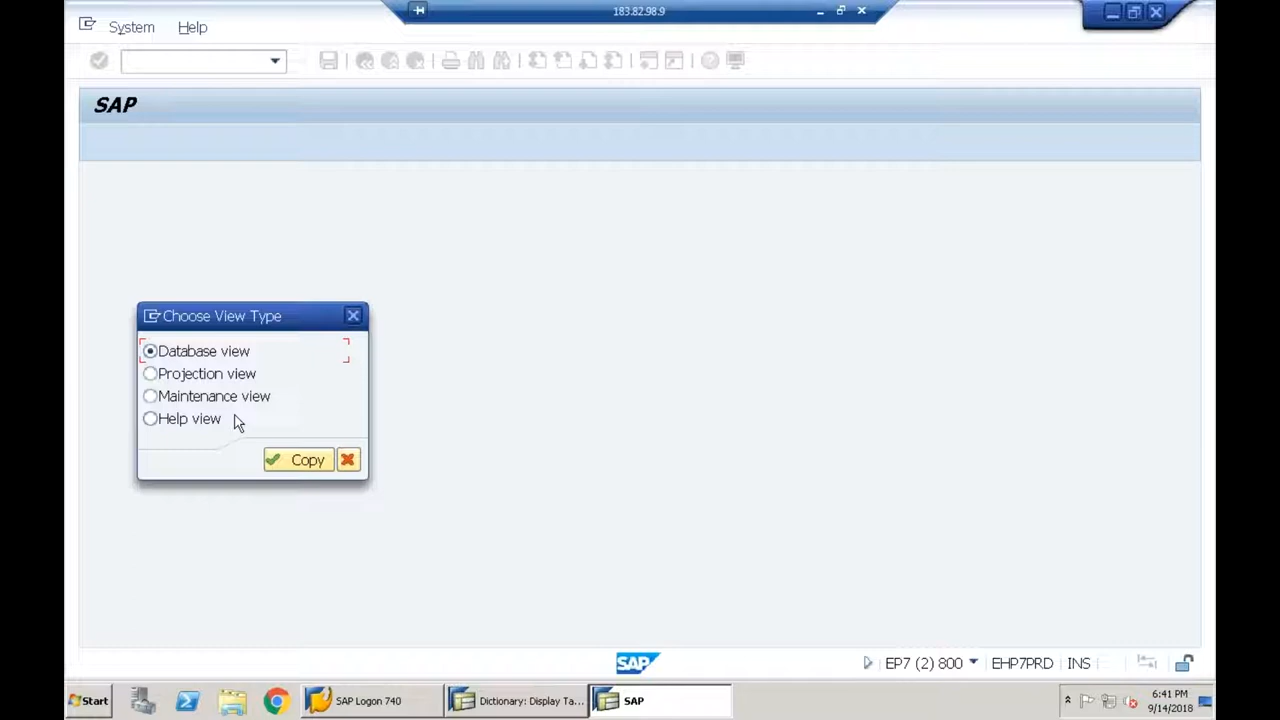 183.82.98.9
System Help
SAP
Choose View Type
Database view
Projection view
Maintenance view
Help view
Copy
SAP
EP7 (2) 800 EHP7PRD INS
Start SAP Logon 740 Dictionary: Display Ta... SAP
6:41 PM
9/14/2018